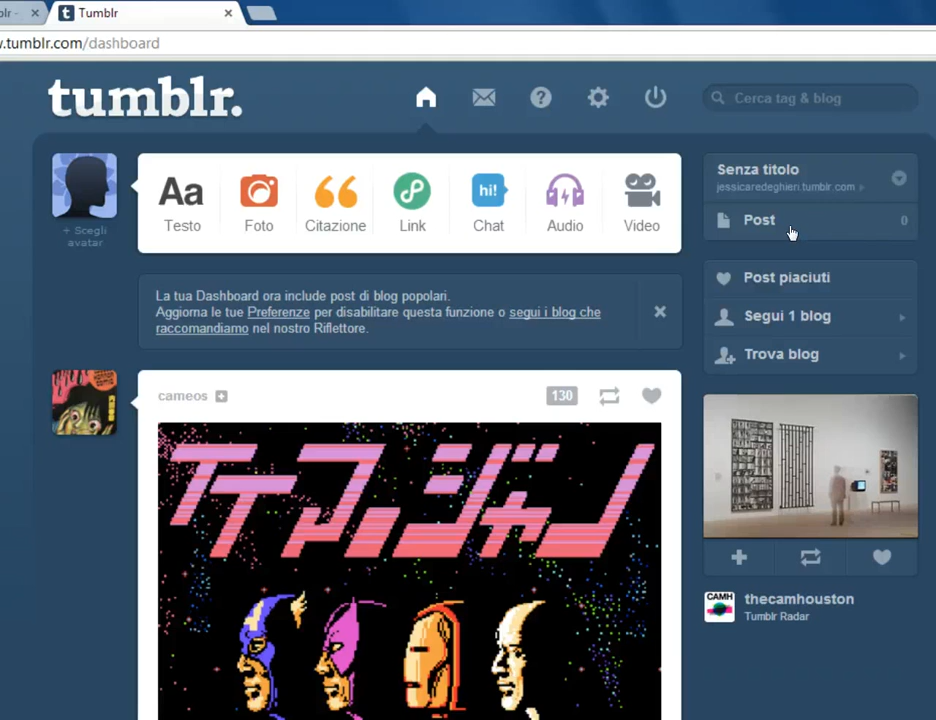 Tumblr
.tumblr.com/dashboard
tumblr.
Cerca tag & blog
Aa
hi!
Testo
Foto
Citazione
Link
Chat
Audio
Video
+ Scegli
avatar
Senza titolo
jessicaredeghieri.tumblr.com
Post
0
La tua Dashboard ora include post di blog popolari.
Aggiorna le tue Preferenze per disabilitare questa funzione o segui i blog che
raccomandiamo nel nostro Riflettore.
Post piaciuti
Segui 1 blog
Trova blog
cameos
130
CAMH
thecamhouston
Tumblr Radar